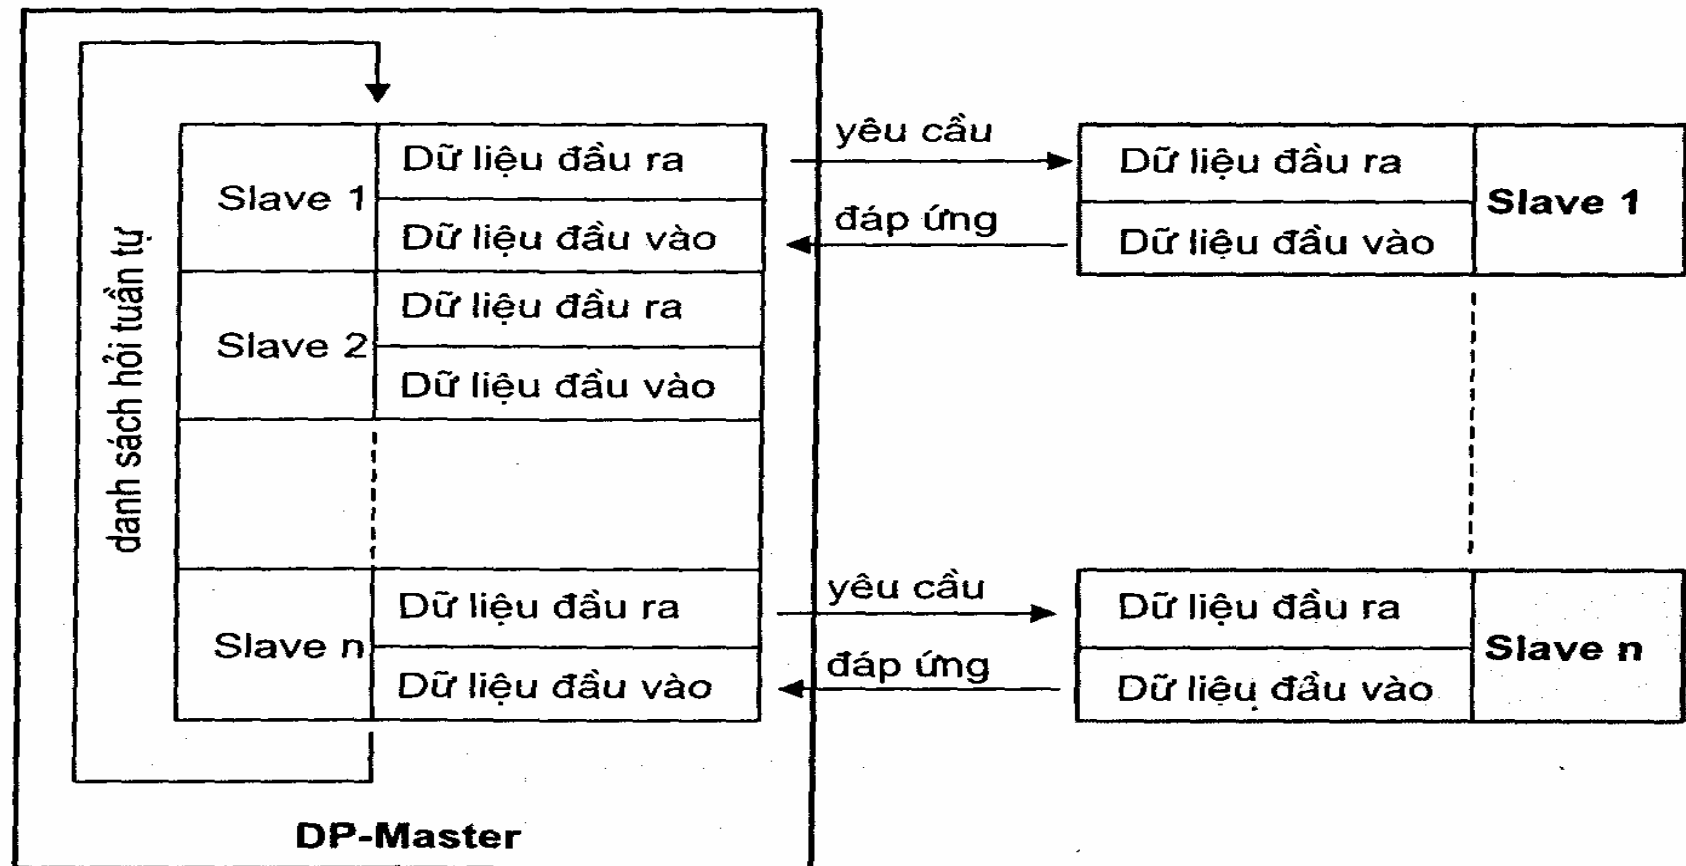 danh sách hỏi tuần tự
Slave 1
Dữ liệu đầu ra
Dữ liệu đầu vào
Slave 2
Dữ liệu đầu ra
Dữ liệu đầu vào
Slave n
Dữ liệu đầu ra
Dữ liệu đầu vào
DP-Master
yêu cầu
đáp ứng
yêu cầu
đáp ứng
Dữ liệu đầu ra
Dữ liệu đầu vào
Slave 1
Dữ liệu đầu ra
Dữ liệu đầu vào
Slave n